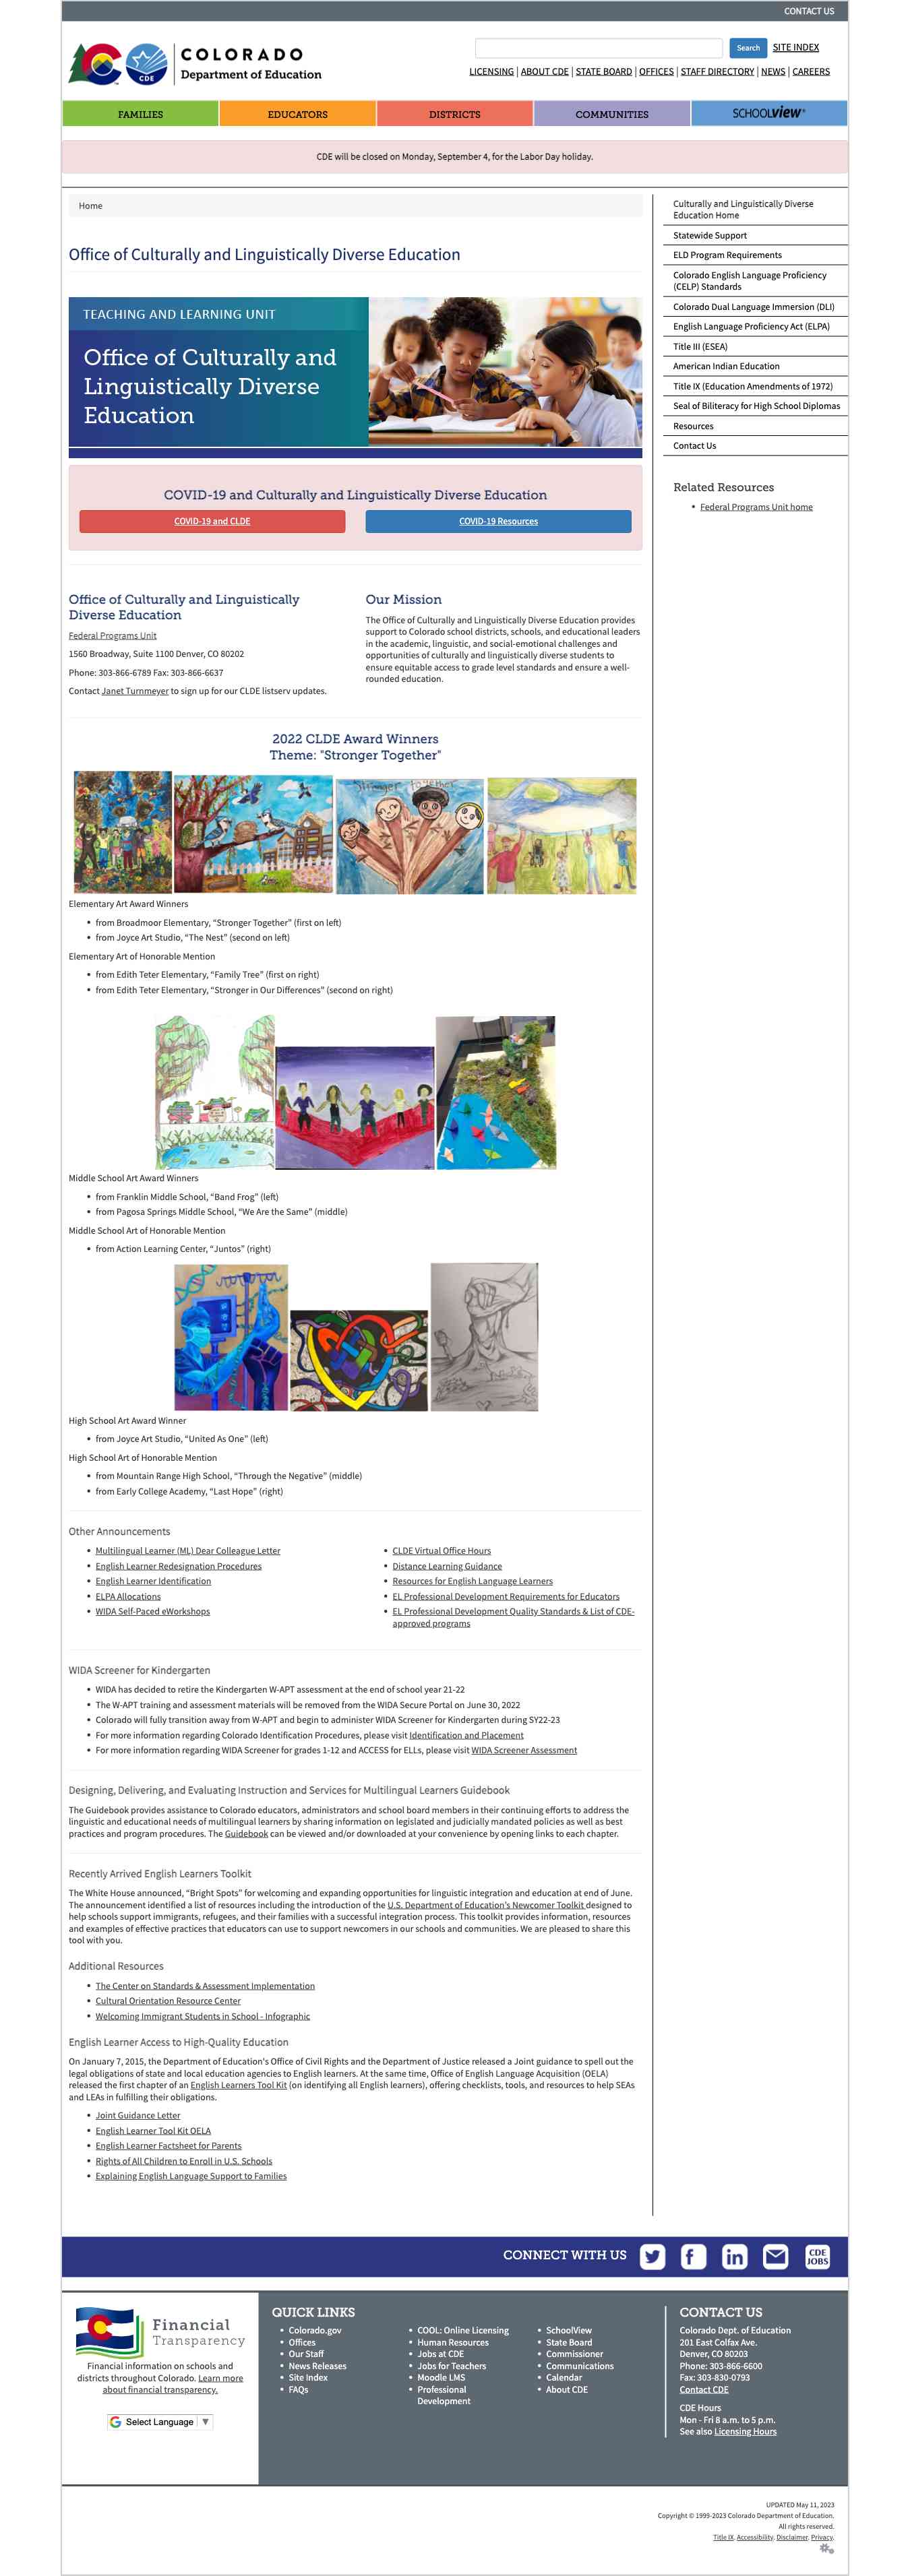 CONTACT US
COLORADO
Department of Education
CDE
Search
SITE INDEX
LICENSING | ABOUT CDE | STATE BOARD | OFFICES | STAFF DIRECTORY | NEWS | CAREERS
FAMILIES
EDUCATORS
DISTRICTS
COMMUNITIES
SCHOOLVIEW®
CDE will be closed on Monday, September 4, for the Labor Day holiday.
Home
Office of Culturally and Linguistically Diverse Education
TEACHING AND LEARNING UNIT
Office of Culturally and
Linguistically Diverse
Education
COVID-19 and Culturally and Linguistically Diverse Education
COVID-19 and CLDE
COVID-19 Resources
Office of Culturally and Linguistically
Diverse Education
Federal Programs Unit
1560 Broadway, Suite 1100 Denver, CO 80202
Phone: 303-866-6789 Fax: 303-866-6637
Contact Janet Turnmeyer to sign up for our CLDE listserv updates.
Our Mission
The Office of Culturally and Linguistically Diverse Education provides
support to Colorado school districts, schools, and educational leaders
in the academic, linguistic, and social-emotional challenges and
opportunities of culturally and linguistically diverse students to
ensure equitable access to grade level standards and ensure a well-
rounded education.
2022 CLDE Award Winners
Theme: "Stronger Together"
Stronger together
Elementary Art Award Winners
• from Broadmoor Elementary, “Stronger Together” (first on left)
• from Joyce Art Studio, “The Nest” (second on left)
Elementary Art of Honorable Mention
• from Edith Teter Elementary, “Family Tree” (first on right)
• from Edith Teter Elementary, “Stronger in Our Differences” (second on right)
Middle School Art Award Winners
• from Franklin Middle School, “Band Frog” (left)
• from Pagosa Springs Middle School, “We Are the Same” (middle)
Middle School Art of Honorable Mention
• from Action Learning Center, “Juntos” (right)
High School Art Award Winner
• from Joyce Art Studio, “United As One” (left)
High School Art of Honorable Mention
• from Mountain Range High School, “Through the Negative” (middle)
• from Early College Academy, “Last Hope” (right)
Other Announcements
• Multilingual Learner (ML) Dear Colleague Letter
• English Learner Redesignation Procedures
• English Learner Identification
• ELPA Allocations
• WIDA Self-Paced eWorkshops
• CLDE Virtual Office Hours
• Distance Learning Guidance
• Resources for English Language Learners
• EL Professional Development Requirements for Educators
• EL Professional Development Quality Standards & List of CDE-
approved programs
WIDA Screener for Kindergarten
• WIDA has decided to retire the Kindergarten W-APT assessment at the end of school year 21-22
• The W-APT training and assessment materials will be removed from the WIDA Secure Portal on June 30, 2022
• Colorado will fully transition away from W-APT and begin to administer WIDA Screener for Kindergarten during SY22-23
• For more information regarding Colorado Identification Procedures, please visit Identification and Placement
• For more information regarding WIDA Screener for grades 1-12 and ACCESS for ELLs, please visit WIDA Screener Assessment
Designing, Delivering, and Evaluating Instruction and Services for Multilingual Learners Guidebook
The Guidebook provides assistance to Colorado educators, administrators and school board members in their continuing efforts to address the
linguistic and educational needs of multilingual learners by sharing information on legislated and judicially mandated policies as well as best
practices and program procedures. The Guidebook can be viewed and/or downloaded at your convenience by opening links to each chapter.
Recently Arrived English Learners Toolkit
The White House announced, “Bright Spots” for welcoming and expanding opportunities for linguistic integration and education at end of June.
The announcement identified a list of resources including the introduction of the U.S. Department of Education’s Newcomer Toolkit designed to
help schools support immigrants, refugees, and their families with a successful integration process. This toolkit provides information, resources
and examples of effective practices that educators can use to support newcomers in our schools and communities. We are pleased to share this
tool with you.
Additional Resources
• The Center on Standards & Assessment Implementation
• Cultural Orientation Resource Center
• Welcoming Immigrant Students in School - Infographic
English Learner Access to High-Quality Education
On January 7, 2015, the Department of Education's Office of Civil Rights and the Department of Justice released a Joint guidance to spell out the
legal obligations of state and local education agencies to English learners. At the same time, Office of English Language Acquisition (OELA)
released the first chapter of an English Learners Tool Kit (on identifying all English learners), offering checklists, tools, and resources to help SEAs
and LEAs in fulfilling their obligations.
• Joint Guidance Letter
• English Learner Tool Kit OELA
• English Learner Factsheet for Parents
• Rights of All Children to Enroll in U.S. Schools
• Explaining English Language Support to Families
Culturally and Linguistically Diverse
Education Home
Statewide Support
ELD Program Requirements
Colorado English Language Proficiency
(CELP) Standards
Colorado Dual Language Immersion (DLI)
English Language Proficiency Act (ELPA)
Title III (ESEA)
American Indian Education
Title IX (Education Amendments of 1972)
Seal of Biliteracy for High School Diplomas
Resources
Contact Us
Related Resources
• Federal Programs Unit home
CONNECT WITH US
CDE
JOBS
Financial
Transparency
Financial information on schools and
districts throughout Colorado. Learn more
about financial transparency.
Select Language ▼
QUICK LINKS
• Colorado.gov
• Offices
• Our Staff
• News Releases
• Site Index
• FAQs
• COOL: Online Licensing
• Human Resources
• Jobs at CDE
• Jobs for Teachers
• Moodle LMS
• Professional
Development
• SchoolView
• State Board
• Commissioner
• Communications
• Calendar
• About CDE
CONTACT US
Colorado Dept. of Education
201 East Colfax Ave.
Denver, CO 80203
Phone: 303-866-6600
Fax: 303-830-0793
Contact CDE
CDE Hours
Mon - Fri 8 a.m. to 5 p.m.
See also Licensing Hours
UPDATED May 11, 2023
Copyright © 1999-2023 Colorado Department of Education.
All rights reserved.
Title IX. Accessibility. Disclaimer. Privacy.